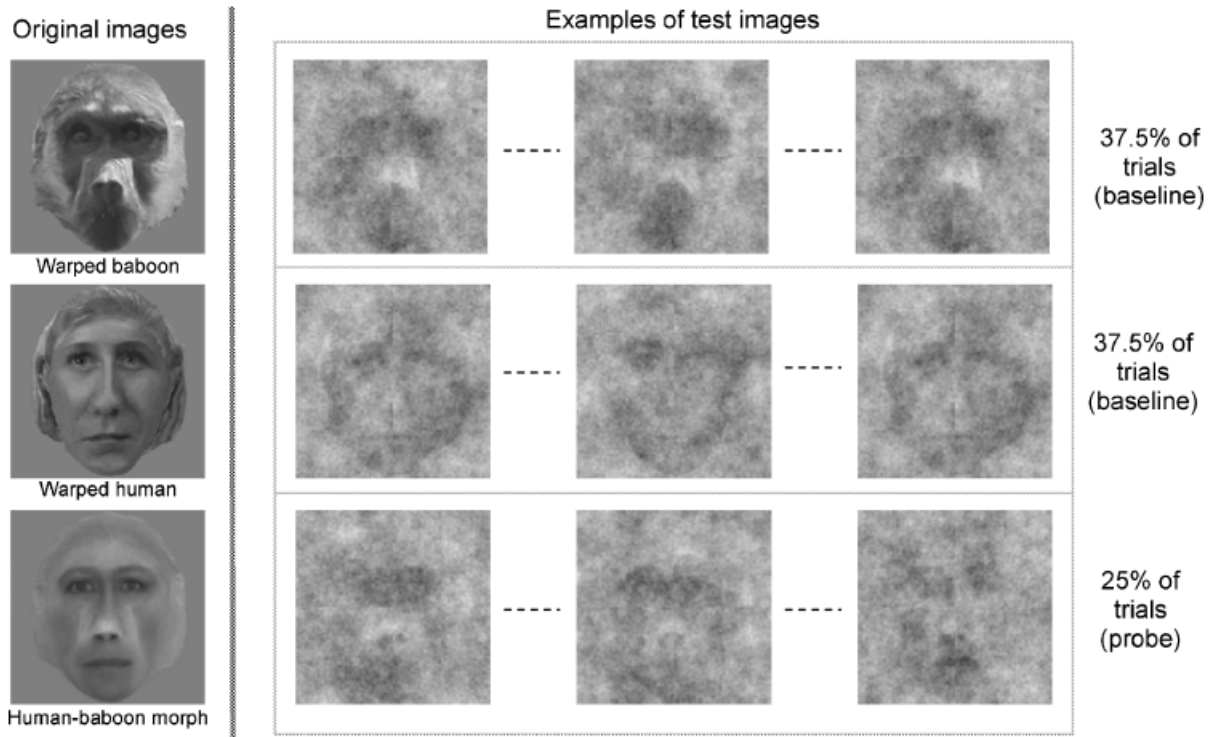 Original images
Examples of test images
Warped baboon
37.5% of
trials
(baseline)
Warped human
37.5% of
trials
(baseline)
Human-baboon morph
25% of
trials
(probe)